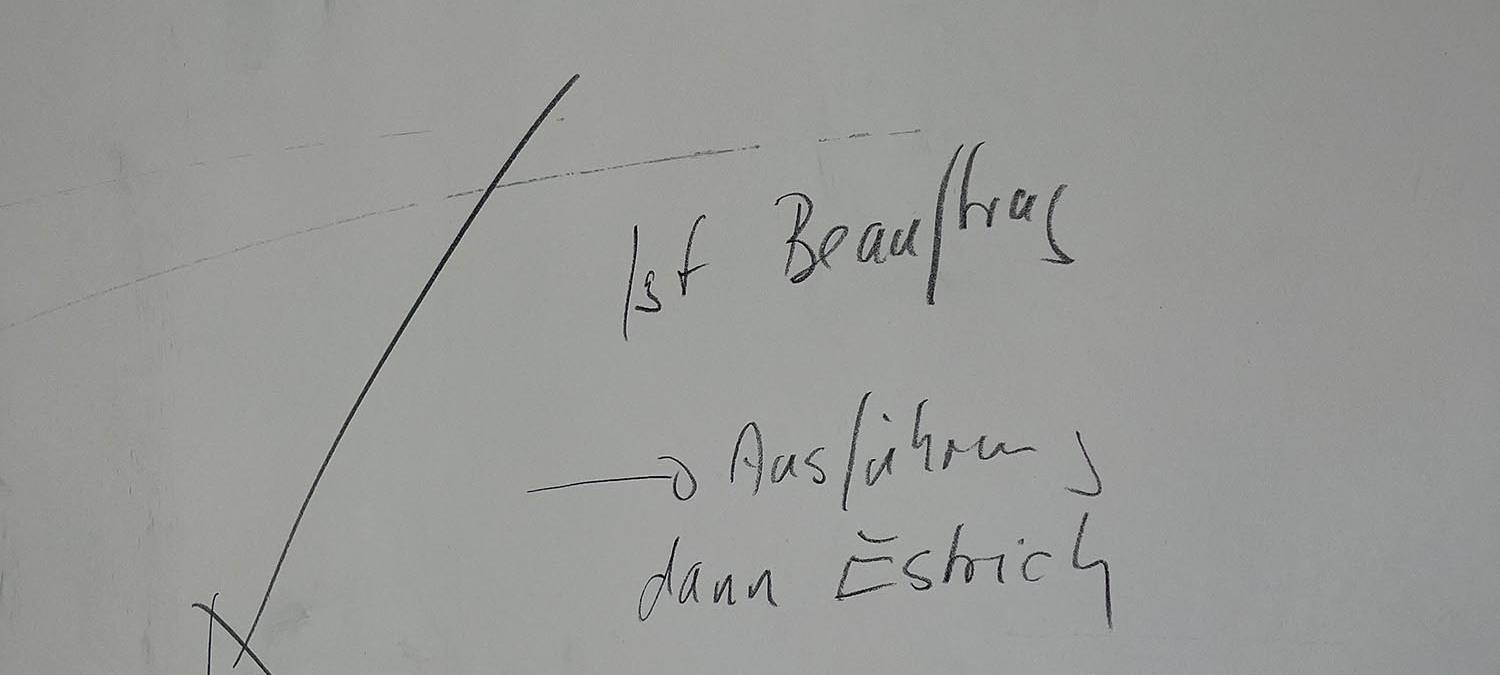 Ist Beauftrag
Ausführung
dann Estrich